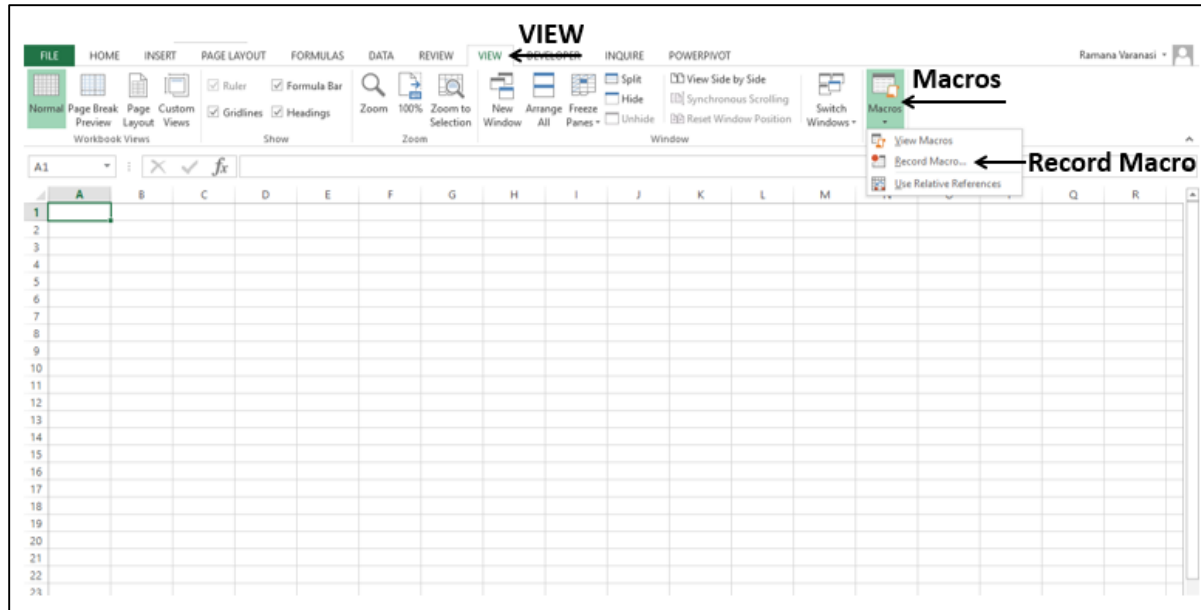 VIEW
FILE HOME INSERT PAGE LAYOUT FORMULAS DATA REVIEW VIEW DEVELOPER INQUIRE POWERPIVOT Ramana Varanasi
Ruler Formula Bar Split View Side by Side Macros
Gridlines Headings Hide Synchronous Scrolling
Unhide Reset Window Position
Normal Page Break Page Custom Zoom 100% Zoom to New Arrange Freeze Switch Macros
Preview Layout Views Selection Window All Panes Windows
Workbook Views Show Zoom Window
View Macros
A1 fx Record Macro... Record Macro
Use Relative References
A B C D E F G H I J K L M Q R
1
2
3
4
5
6
7
8
9
10
11
12
13
14
15
16
17
18
19
20
21
22
23